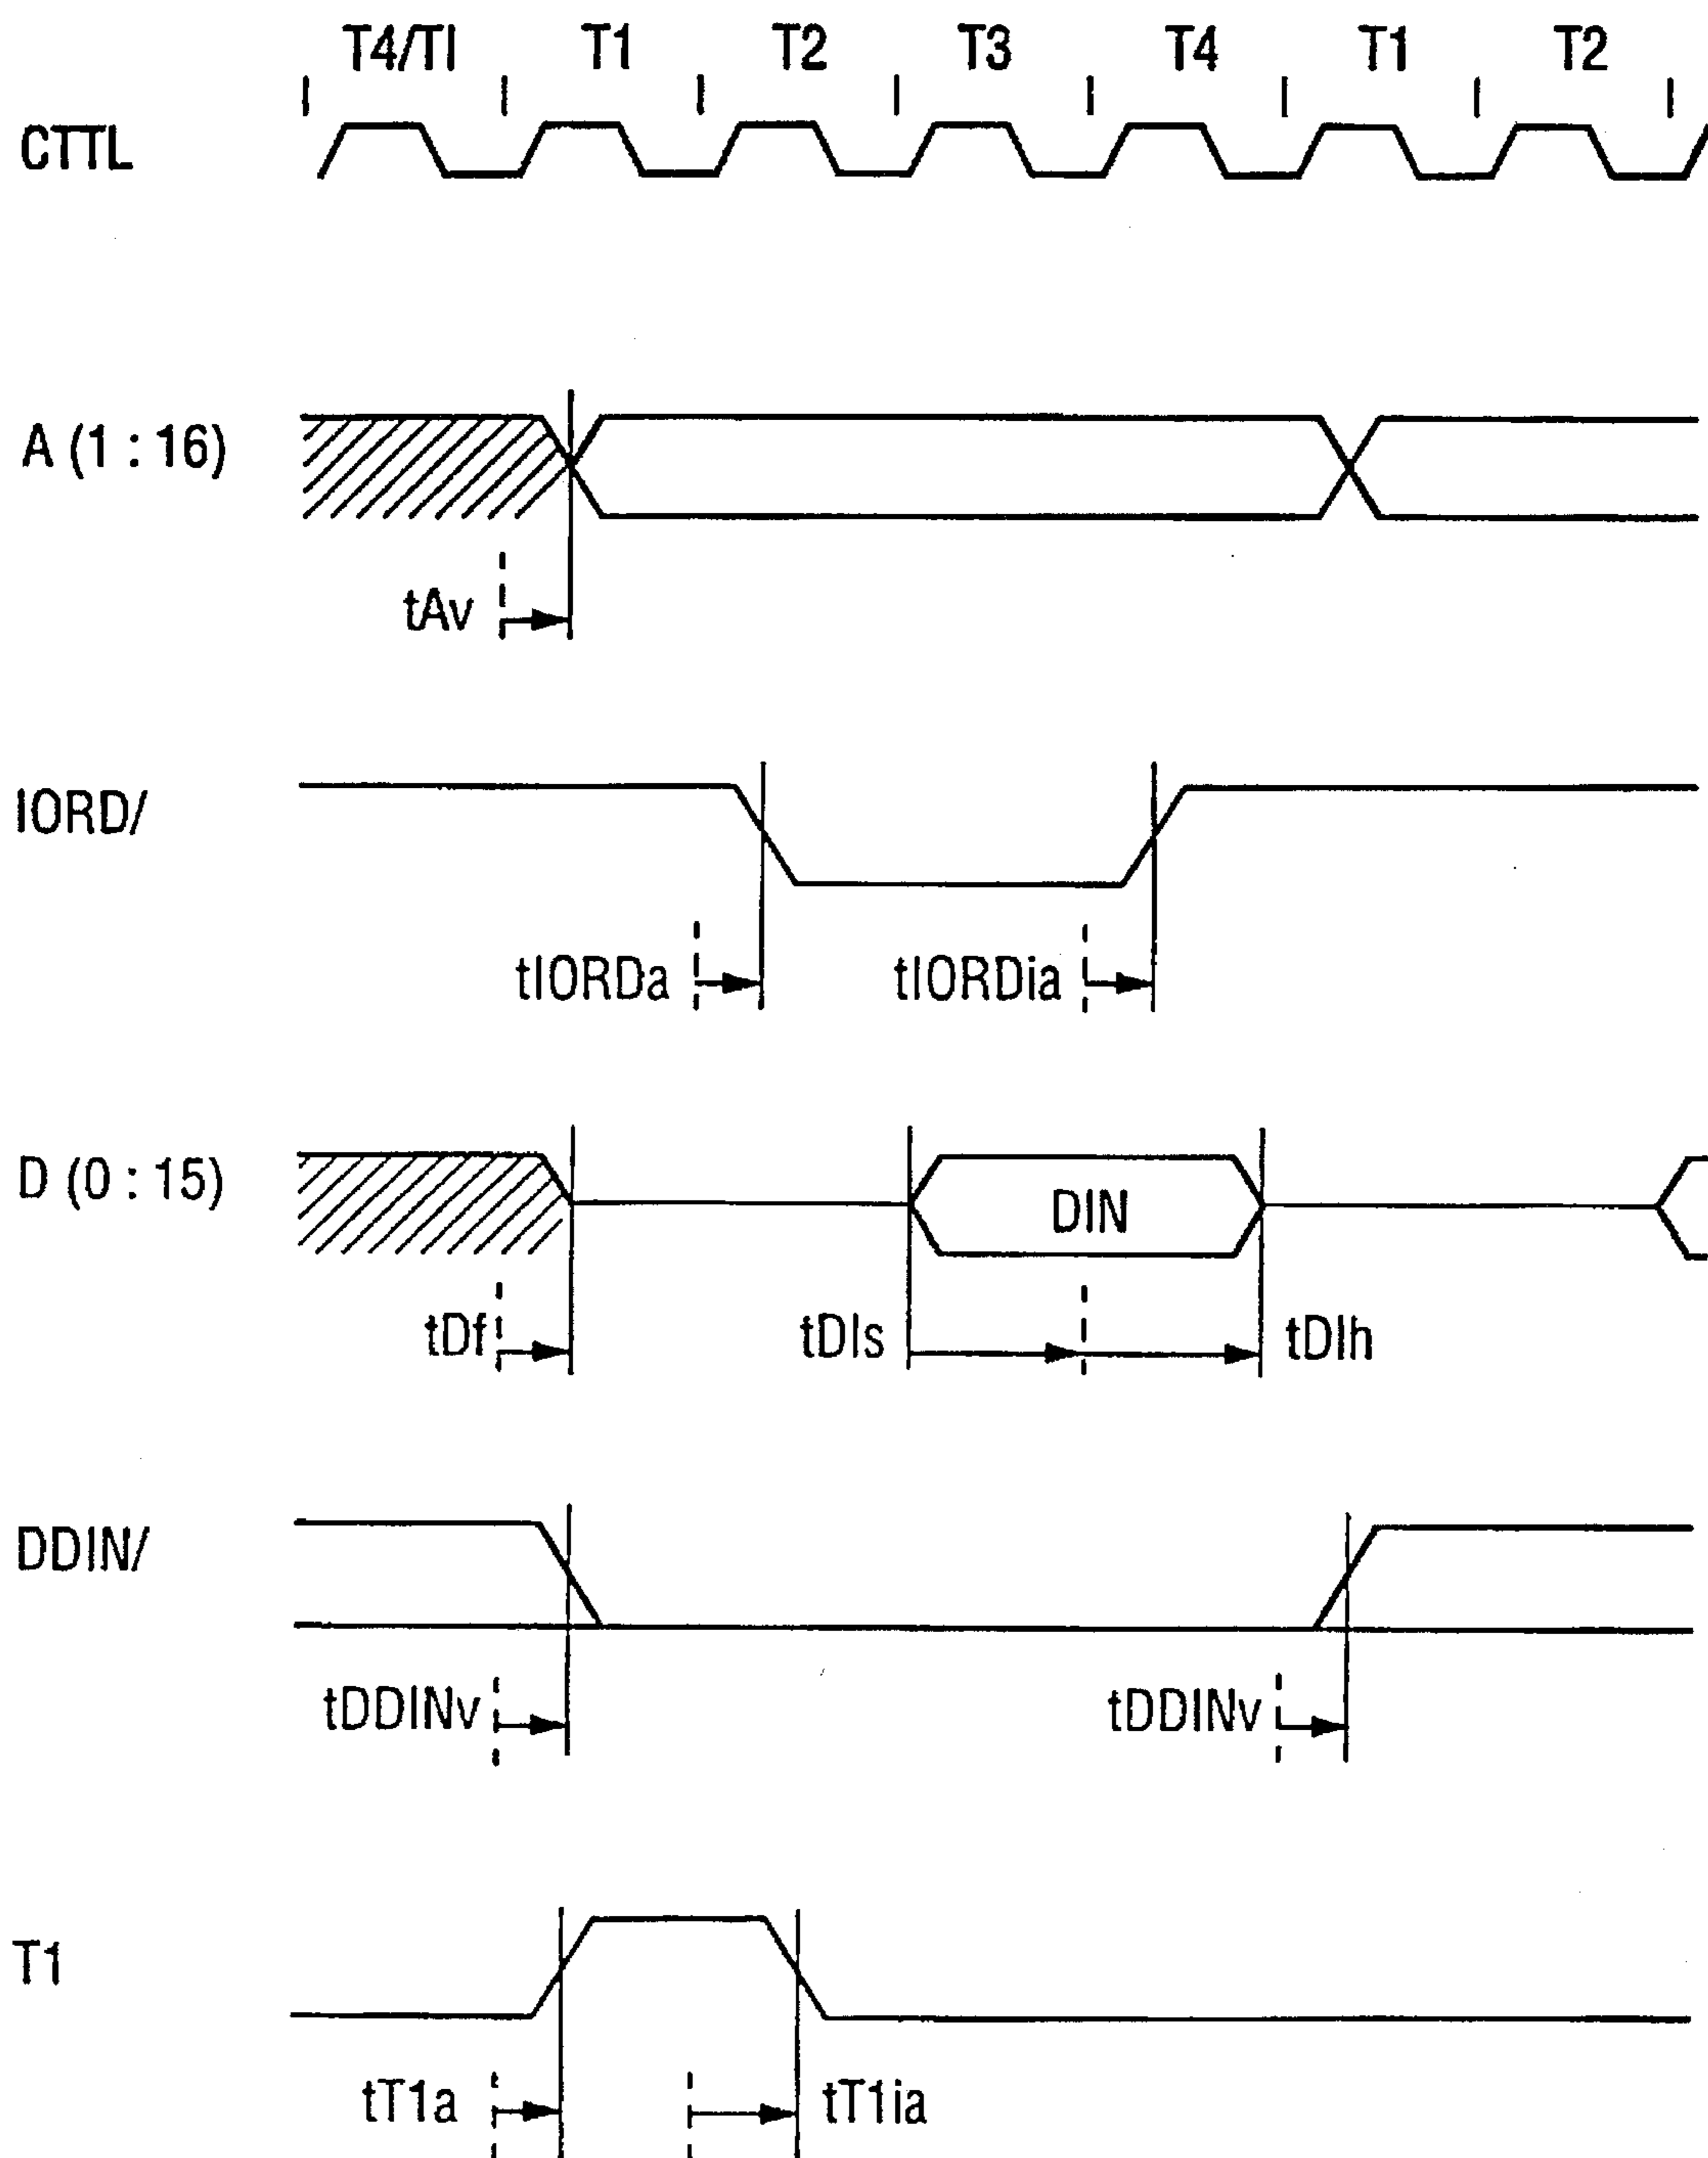 T4/TI T1 T2 T3 T4 T1 T2
CTTL
A (1 : 16)
tAv
IORD/
tIORDa tIORDia
D (0 : 15) DIN
tDf tDIs tDIh
DDIN/
tDDINv tDDINv
T1
tT1a tT1ia